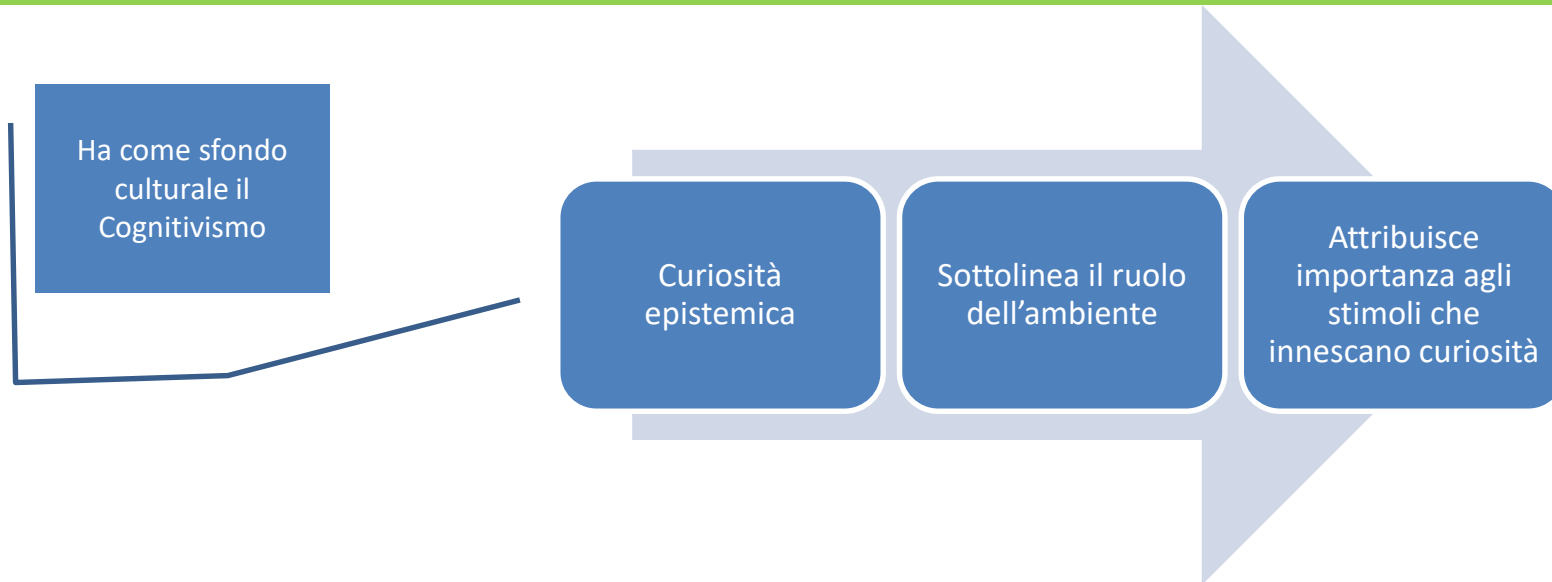 Ha come sfondo
culturale il
Cognitivismo
Curiosità
epistemica
Sottolinea il ruolo
dell’ambiente
Attribuisce
importanza agli
stimoli che
innescano curiosità